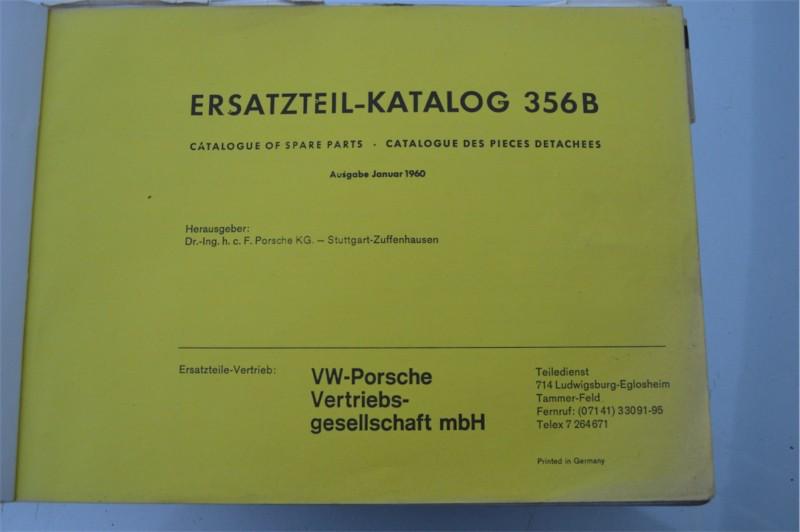 ERSATZTEIL-KATALOG 356B
CATALOGUE OF SPARE PARTS · CATALOGUE DES PIECES DETACHEES
Ausgabe Januar 1960
Herausgeber:
Dr.-Ing. h. c. F. Porsche KG. – Stuttgart-Zuffenhausen
Ersatzteile-Vertrieb:
VW-Porsche
Vertriebs-
gesellschaft mbH
Teiledienst
714 Ludwigsburg-Eglosheim
Tammer-Feld
Fernruf: (07141) 33091-95
Telex 7 264671
Printed in Germany